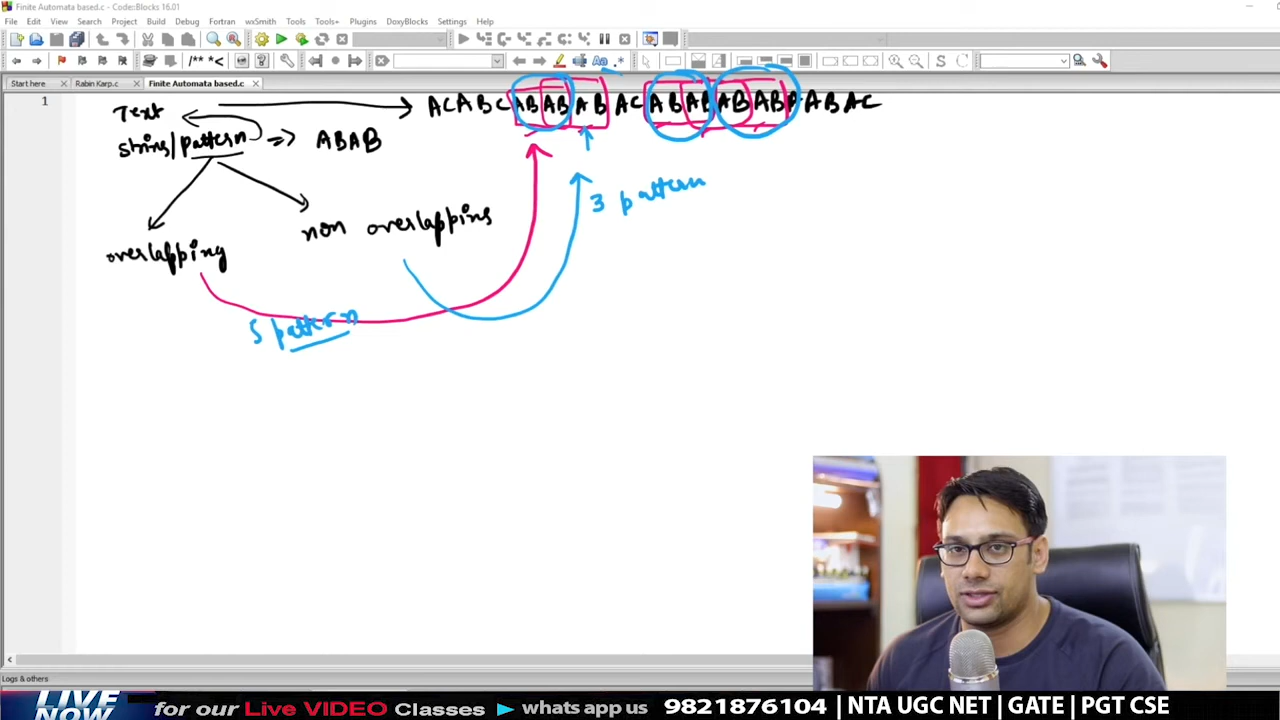 Finite Automata based.c - Code::Blocks 16.01
File Edit View Search Project Build Debug Fortran wxSmith Tools Tools+ Plugins DoxyBlocks Settings Help
/** *< Aa .* S C
Start here Rabin Karp.c Finite Automata based.c
1
Text ACABCABABABACABABABABAABAC
string/pattern => ABAB
3 pattern
non overlapping
overlapping
5 pattern
Logs & others
LIVE NOW for our Live VIDEO Classes whats app us 9821876104 | NTA UGC NET | GATE | PGT CSE